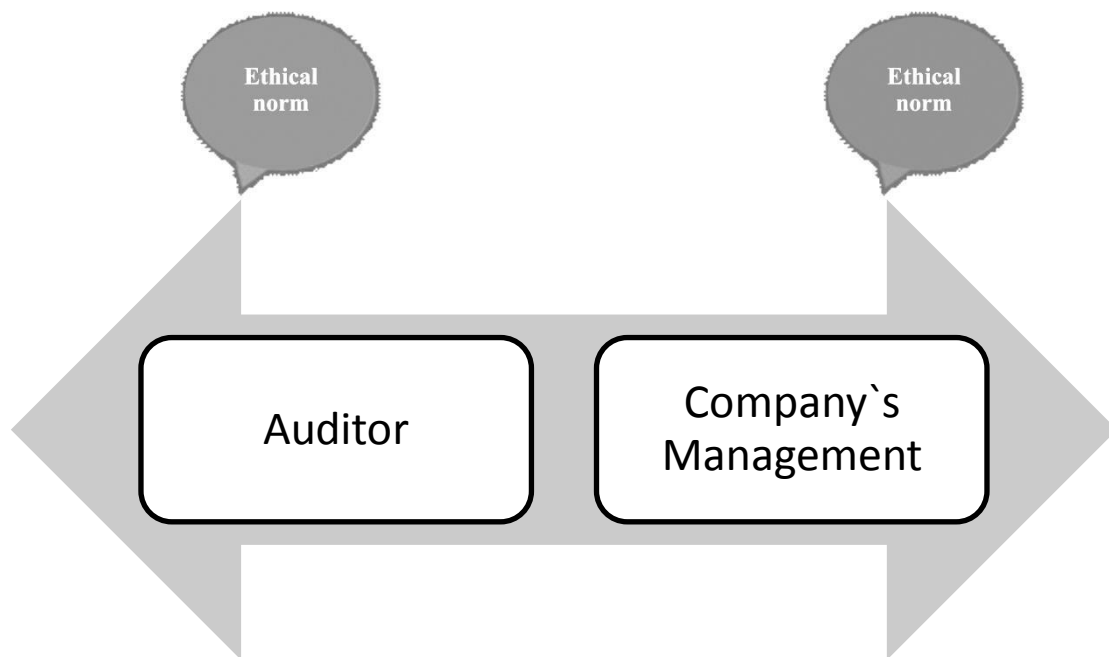 Ethical
norm
Ethical
norm
Auditor
Company`s
Management